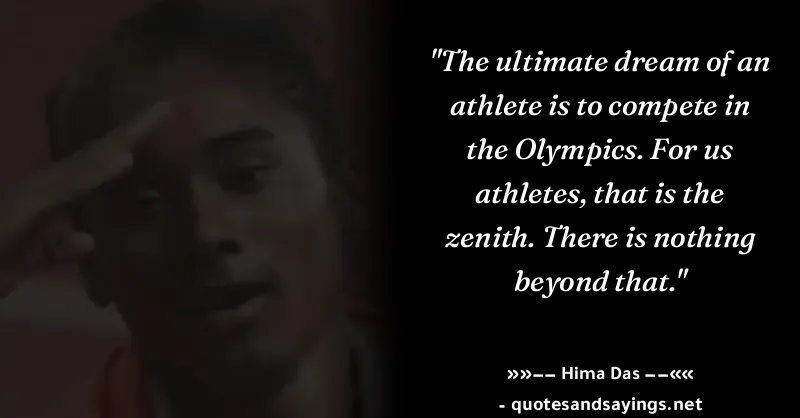 "The ultimate dream of an
athlete is to compete in
the Olympics. For us
athletes, that is the
zenith. There is nothing
beyond that."
»»−− Hima Das −−««
- quotesandsayings.net